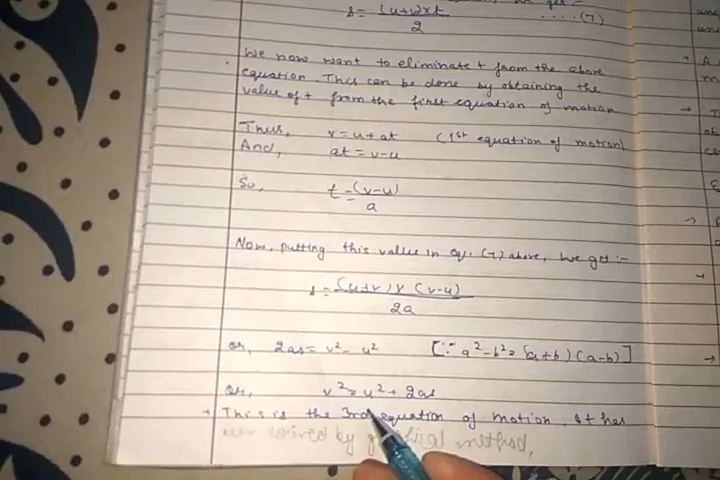 s = (u+v)×t / 2 ....(7)
We now want to eliminate t from the above
equation. This can be done by obtaining the
value of t from the first equation of motion
Thus, v = u + at (1st equation of motion)
And, at = v-u
So, t = (v-u) / a
Now, putting this value in eq. (7) above, we get :-
s = (u+v) × (v-u) / 2a
or, 2as = v² - u² [∵ a² - b² = (a+b) (a-b)]
or, v² = u² + 2as
→ This is the 3rd equation of motion. It has
by method,